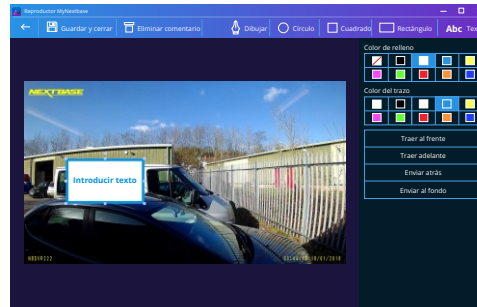 Reproductor MyNextbase
Guardar y cerrar
Eliminar comentario
Dibujar
Círculo
Cuadrado
Rectángulo
Abc
Color de relleno
Color del trazo
Traer al frente
Traer adelante
Enviar atrás
Enviar al fondo
NEXTBASE
Introducir texto